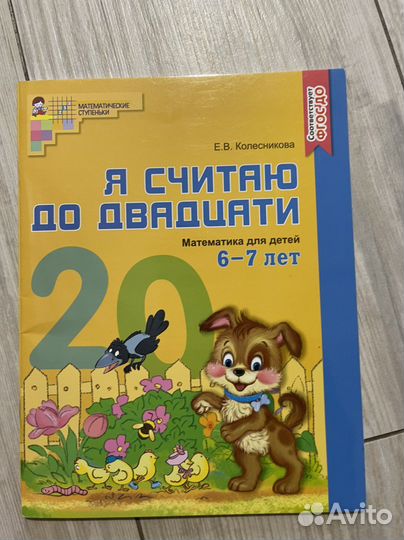 МАТЕМАТИЧЕСКИЕ
СТУПЕНЬКИ
Соответствует
ФГОС ДО
Е.В. Колесникова
Я СЧИТАЮ
ДО ДВАДЦАТИ
Математика для детей
6–7 лет
20
Avito